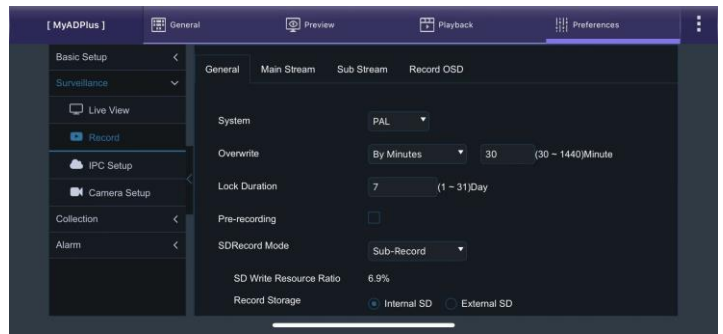 [ MyADPlus ] General Preview Playback Preferences
Basic Setup
Surveillance
Live View
Record
IPC Setup
Camera Setup
Collection
Alarm
General Main Stream Sub Stream Record OSD
System PAL
Overwrite By Minutes 30 (30 ~ 1440)Minute
Lock Duration 7 (1 ~ 31)Day
Pre-recording
SDRecord Mode Sub-Record
SD Write Resource Ratio 6.9%
Record Storage Internal SD External SD